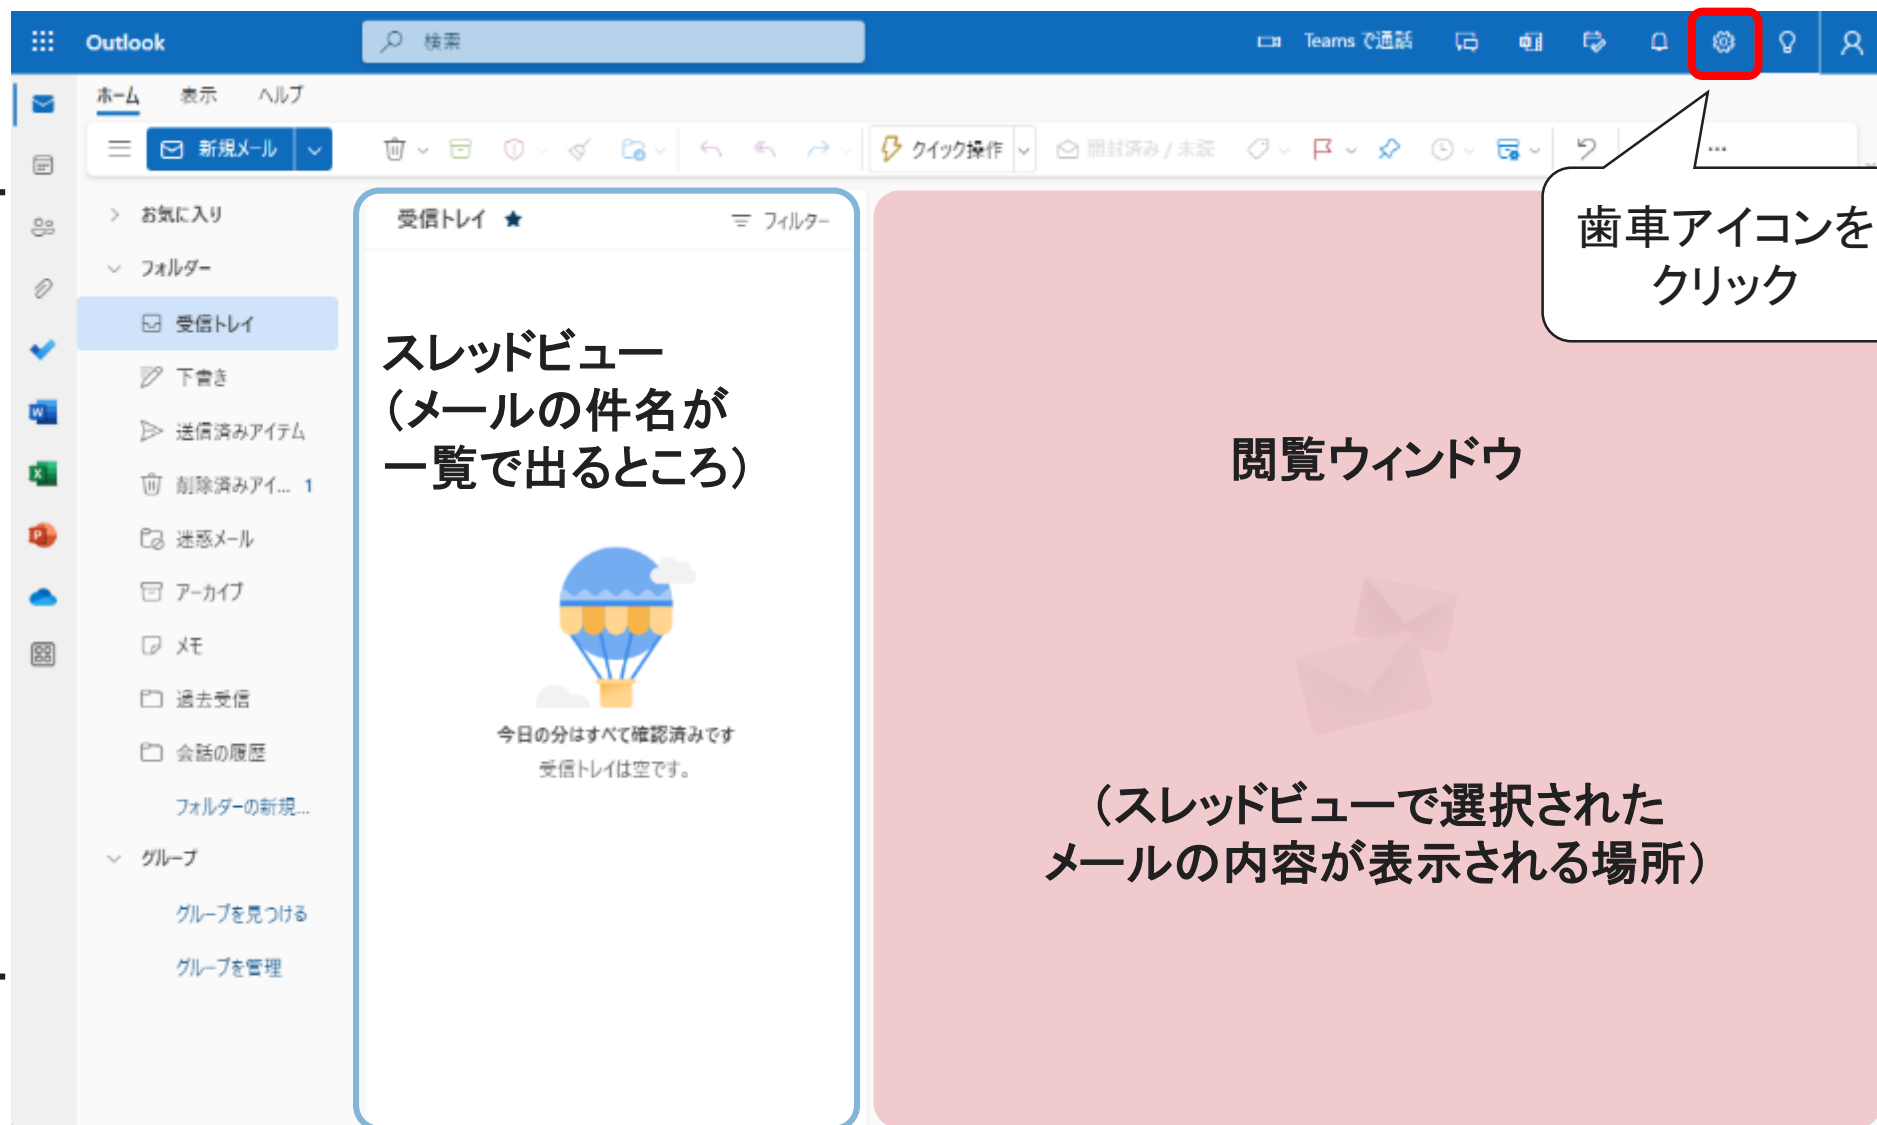 Outlook
検索
Teams で通話
ホーム 表示 ヘルプ
新規メール
クイック操作
開封済み / 未読
歯車アイコンを
クリック
お気に入り
フォルダー
受信トレイ
下書き
送信済みアイテム
削除済みアイ... 1
迷惑メール
アーカイブ
メモ
過去受信
会話の履歴
フォルダーの新規...
グループ
グループを見つける
グループを管理
受信トレイ ★
フィルター
スレッドビュー
（メールの件名が
一覧で出るところ）
今日の分はすべて確認済みです
受信トレイは空です。
閲覧ウィンドウ
（スレッドビューで選択された
メールの内容が表示される場所）